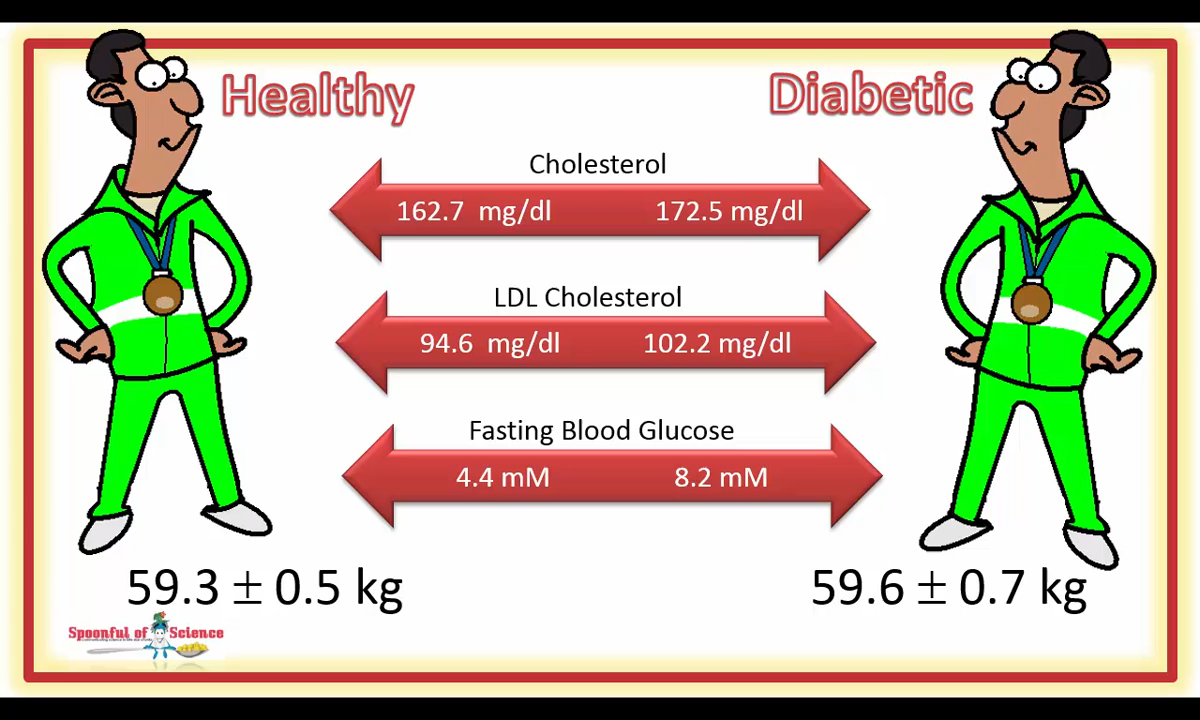 Healthy
Diabetic
Cholesterol
162.7 mg/dl 172.5 mg/dl
LDL Cholesterol
94.6 mg/dl 102.2 mg/dl
Fasting Blood Glucose
4.4 mM 8.2 mM
59.3 ± 0.5 kg
59.6 ± 0.7 kg
Spoonful of Science